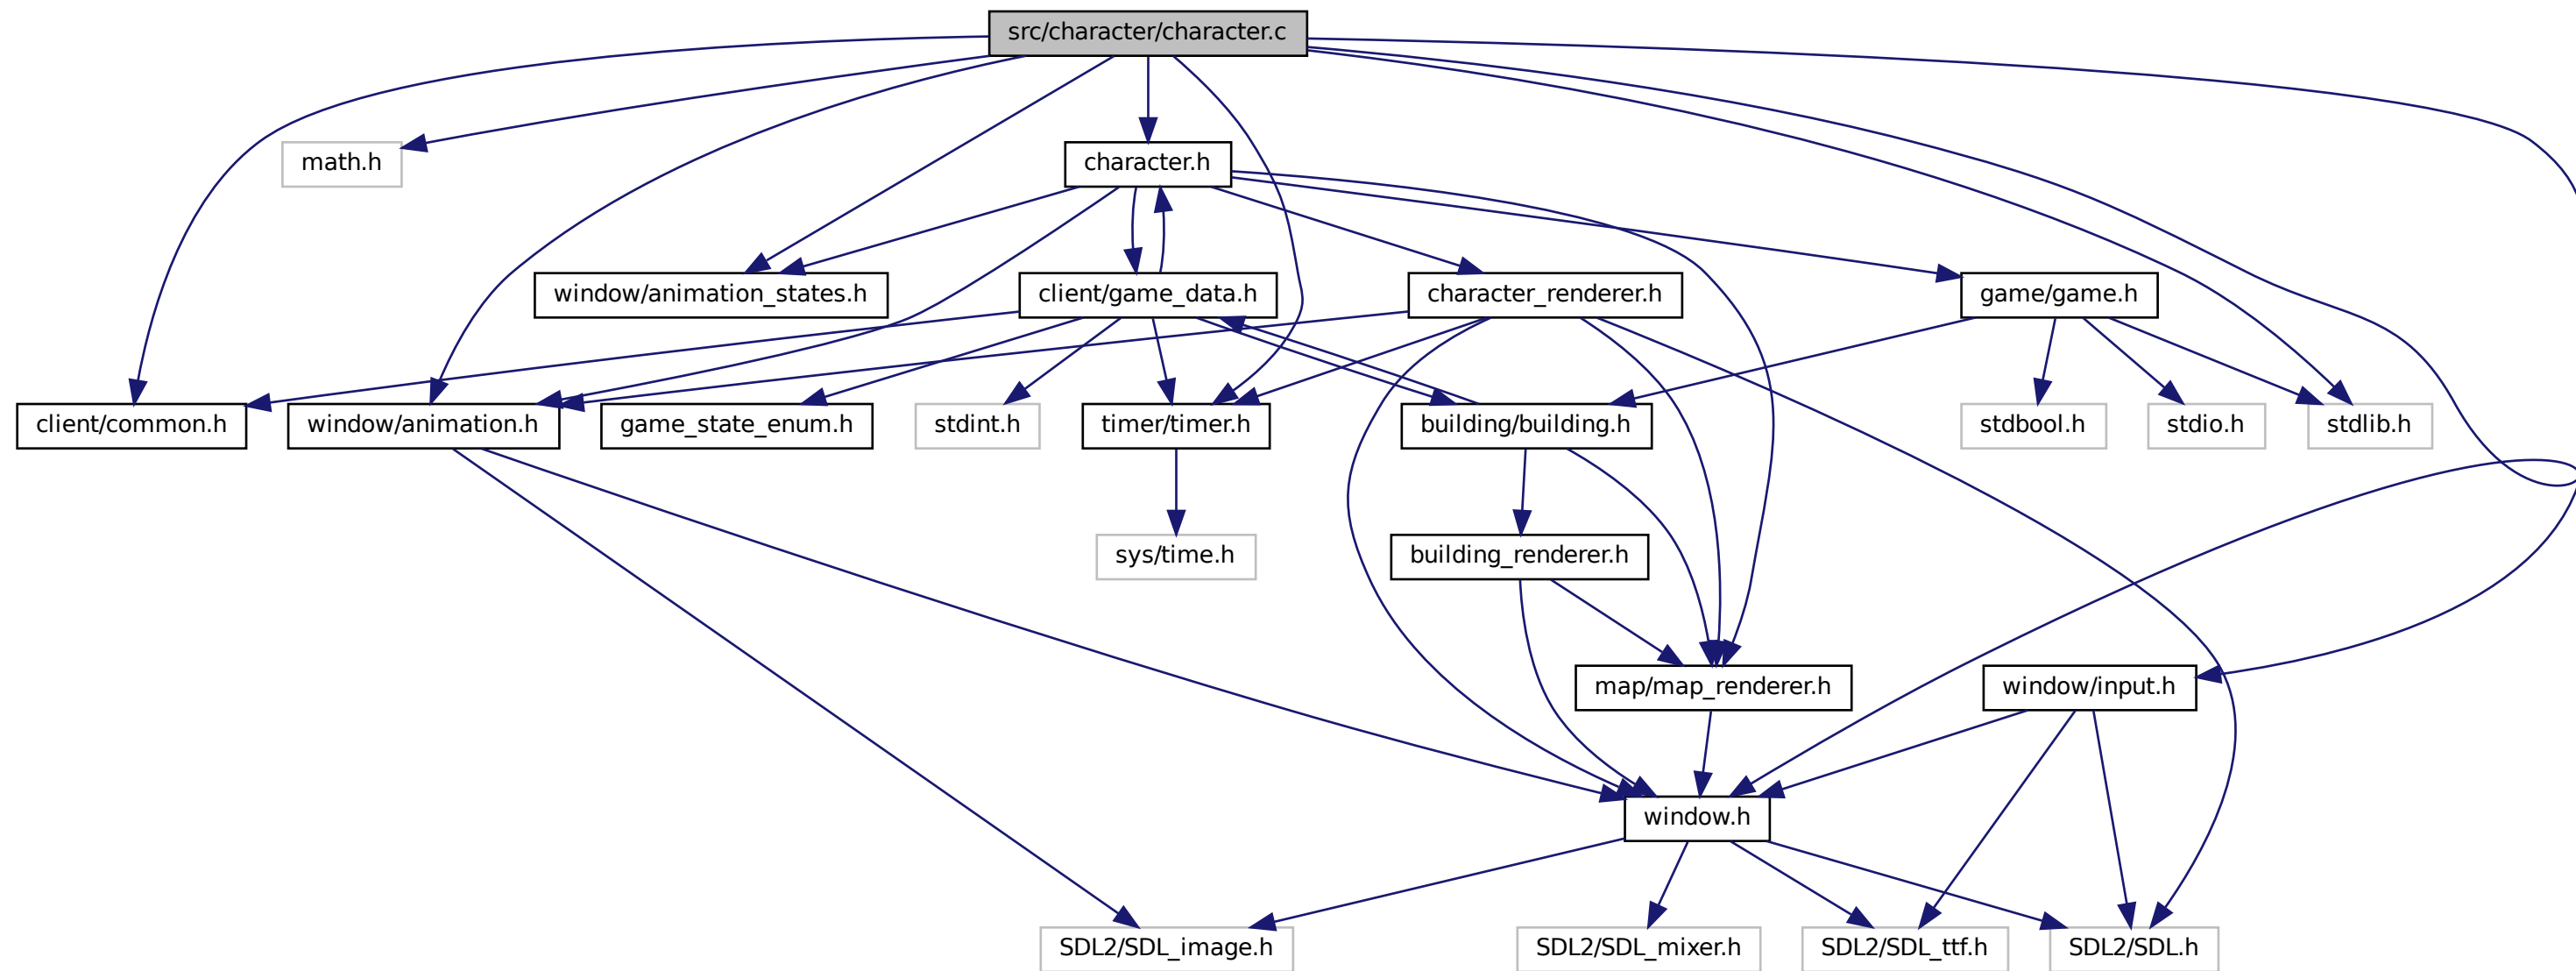 src/character/character.c
math.h
character.h
window/animation_states.h
client/game_data.h
character_renderer.h
game/game.h
client/common.h
window/animation.h
game_state_enum.h
stdint.h
timer/timer.h
building/building.h
stdbool.h
stdio.h
stdlib.h
sys/time.h
building_renderer.h
map/map_renderer.h
window/input.h
window.h
SDL2/SDL_image.h
SDL2/SDL_mixer.h
SDL2/SDL_ttf.h
SDL2/SDL.h